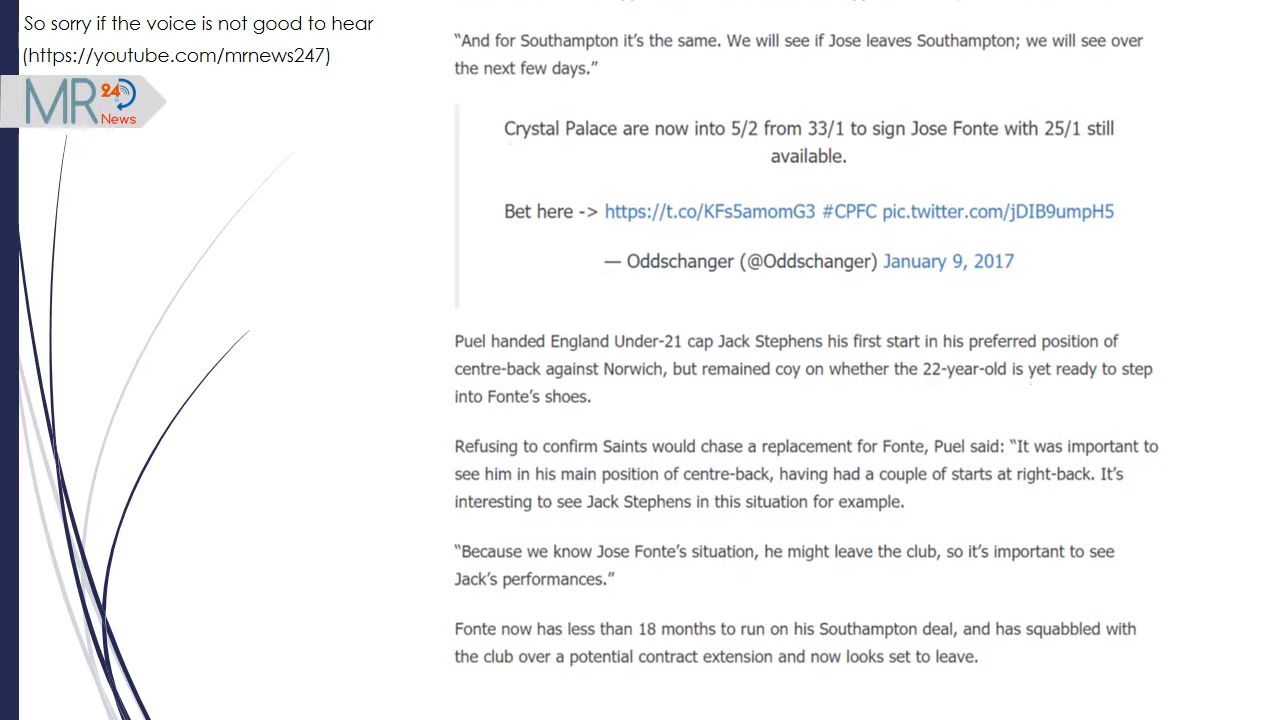 So sorry if the voice is not good to hear
(https://youtube.com/mrnews247)
MR 24 News
“And for Southampton it’s the same. We will see if Jose leaves Southampton; we will see over
the next few days.”
Crystal Palace are now into 5/2 from 33/1 to sign Jose Fonte with 25/1 still
available.
Bet here -> https://t.co/KFs5amomG3 #CPFC pic.twitter.com/jDIB9umpH5
— Oddschanger (@Oddschanger) January 9, 2017
Puel handed England Under-21 cap Jack Stephens his first start in his preferred position of
centre-back against Norwich, but remained coy on whether the 22-year-old is yet ready to step
into Fonte’s shoes.
Refusing to confirm Saints would chase a replacement for Fonte, Puel said: “It was important to
see him in his main position of centre-back, having had a couple of starts at right-back. It’s
interesting to see Jack Stephens in this situation for example.
“Because we know Jose Fonte’s situation, he might leave the club, so it’s important to see
Jack’s performances.”
Fonte now has less than 18 months to run on his Southampton deal, and has squabbled with
the club over a potential contract extension and now looks set to leave.